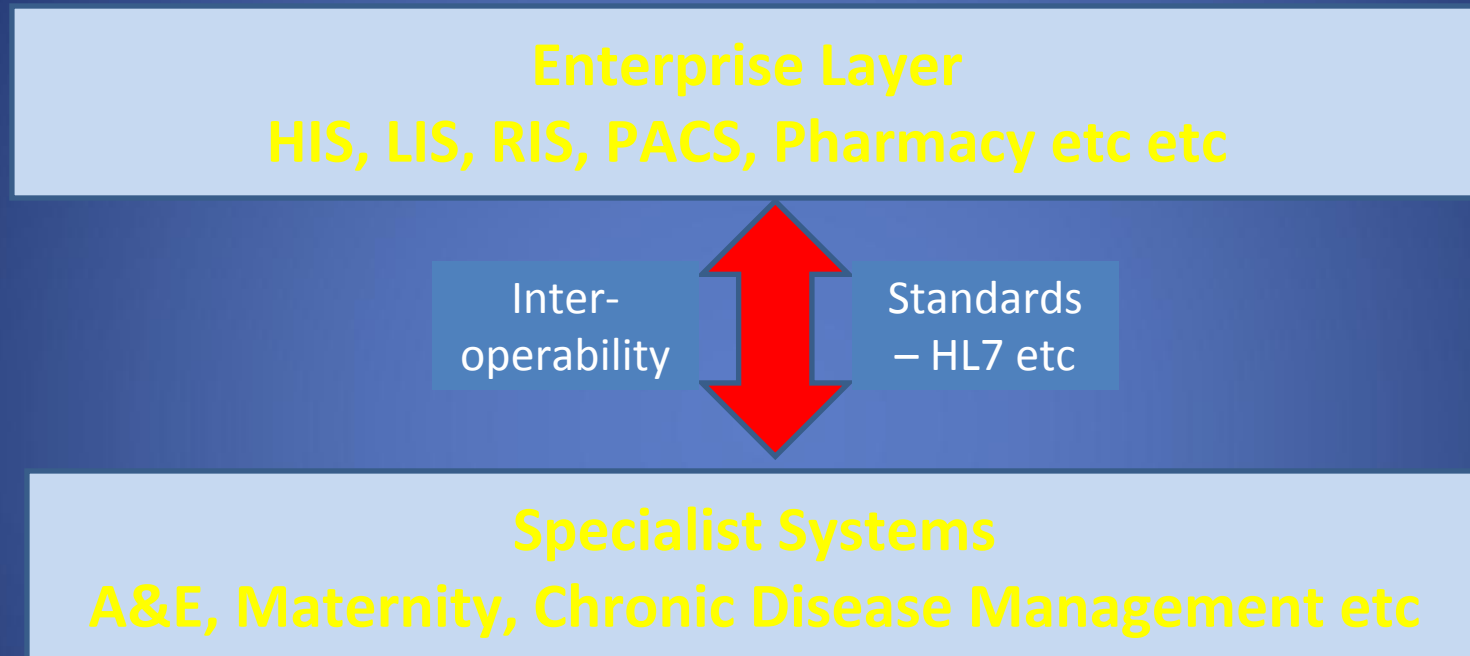 Enterprise Layer
HIS, LIS, RIS, PACS, Pharmacy etc etc
Inter-
operability
Standards
– HL7 etc
Specialist Systems
A&E, Maternity, Chronic Disease Management etc